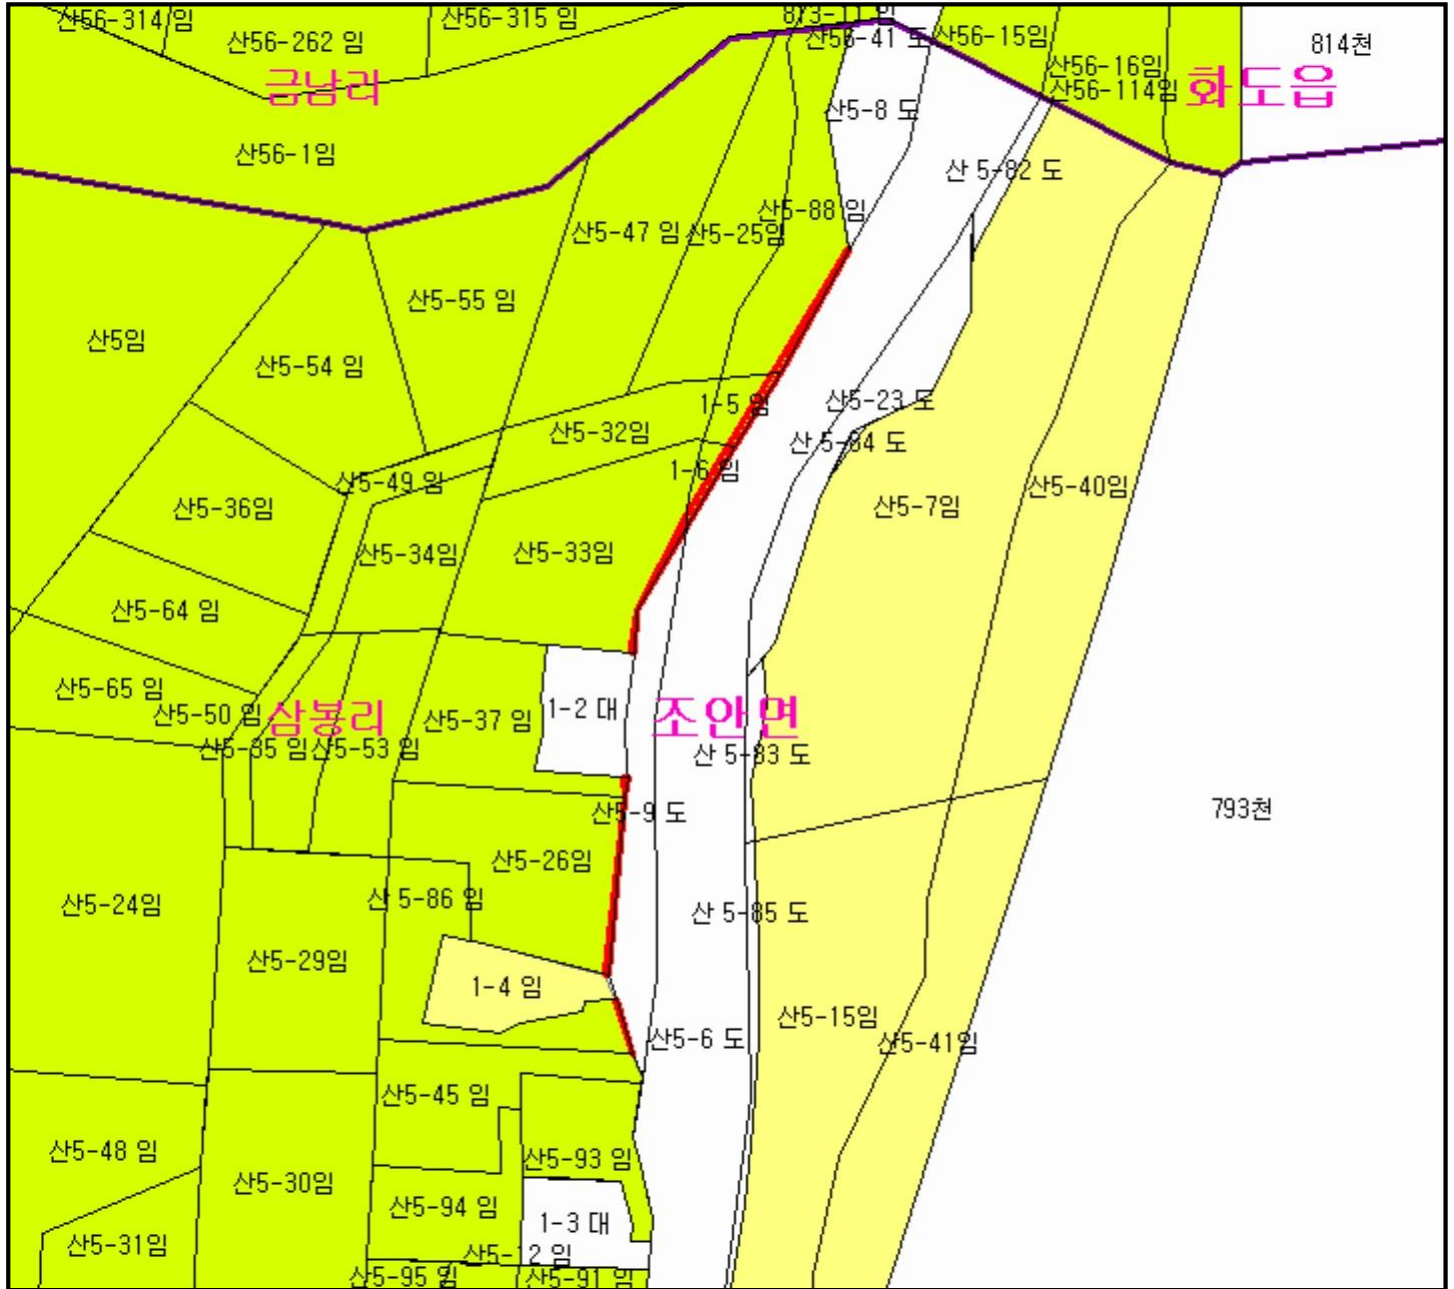 산56-314임
산56-315 임
산56-262 임
산56-41 도
산56-15임
814천
산56-16임
산56-114임
금남리
화도읍
산5-8 도
산56-1임
산 5-82 도
산5-88 임
산5-47 임
산5-25임
산5-55 임
산5임
산5-54 임
1-5 임
산5-23 도
산5-32임
산 5-84 도
1-6 임
산5-49 임
산5-40임
산5-36임
산5-7임
산5-34임
산5-33임
산5-64 임
산5-65 임
산5-50 임
삼봉리
산5-37 임
1-2 대
조안면
산5-35 임
산5-53 임
산 5-83 도
산5-9 도
793천
산5-26임
산5-24임
산 5-86 임
산 5-85 도
산5-29임
1-4 임
산5-15임
산5-6 도
산5-41임
산5-45 임
산5-48 임
산5-93 임
산5-30임
산5-94 임
1-3 대
산5-31임
산5-12 임
산5-95 임
산5-91 임